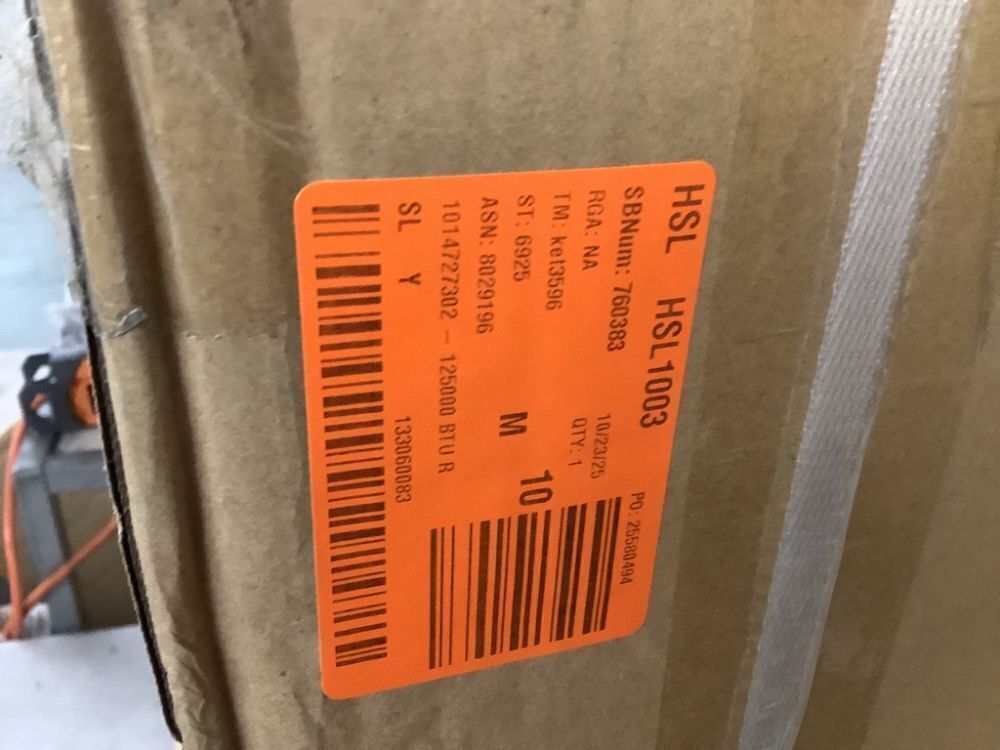 HSL HSL1003
SBNum: 760383 PO: 25580494
RGA: NA 10/23/25
TM: kel3596 QTY: 1
ST: 6925 M 10
ASN: 8029196
1014727302 - 125000 BTU R
SL Y 133060083